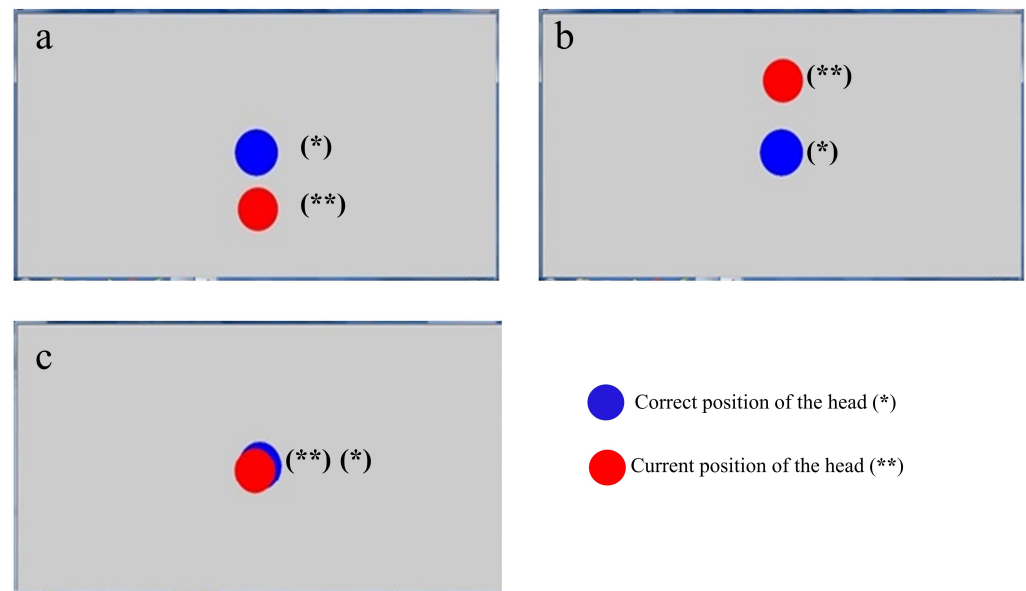 a
(*)
(**)
b
(**)
(*)
c
(**) (*)
Correct position of the head (*)
Current position of the head (**)